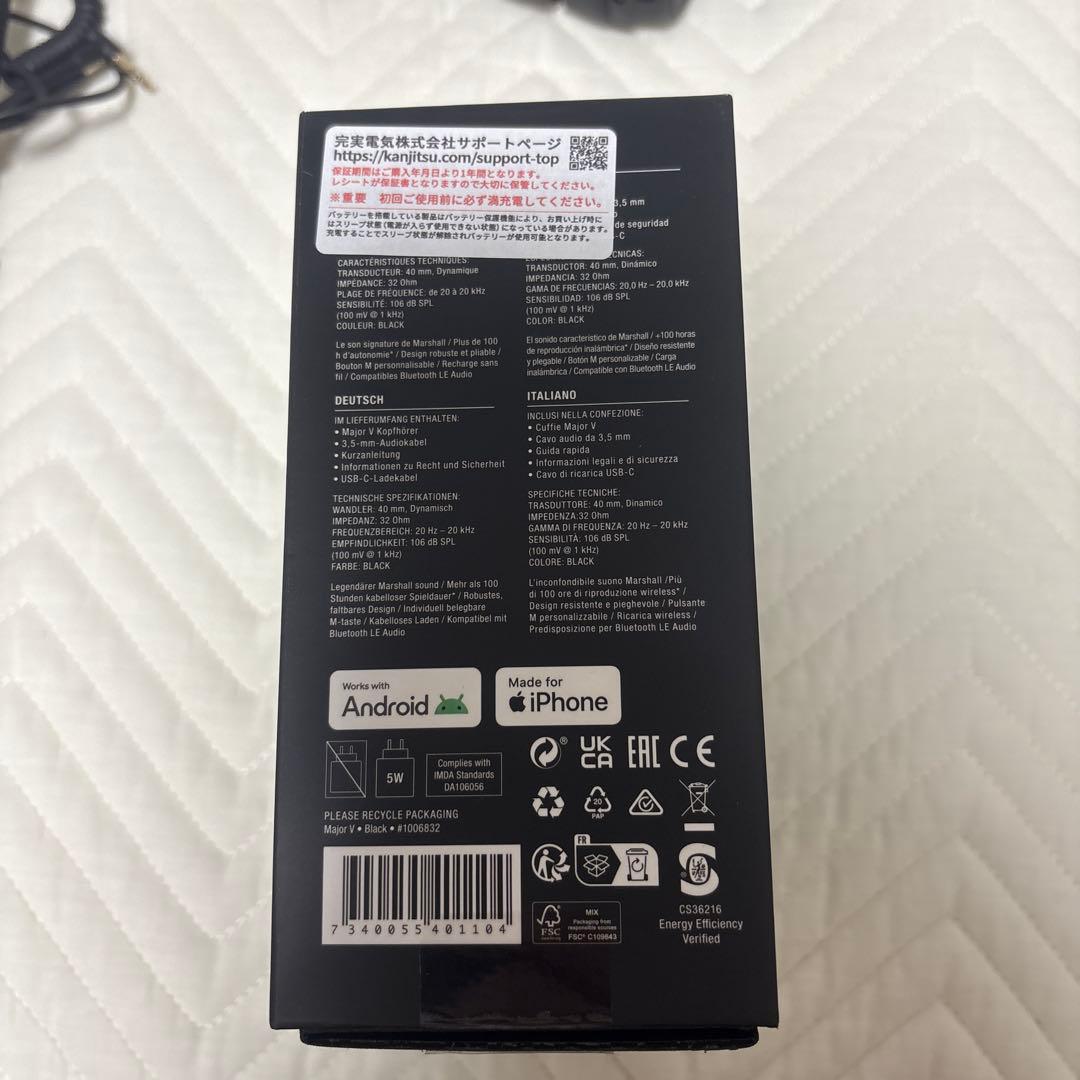 完実電気株式会社サポートページ
https://kanjitsu.com/support-top
保証期間はご購入年月日より1年間となります。
レシートが保証書となりますので大切に保管してください。
※重要 初回ご使用前に必ず満充電してください。
バッテリーを搭載している製品はバッテリー保護機能により、お買い上げ時に
はスリープ状態(電源が入らず使用できない状態)になっている場合があります。
充電することでスリープ状態が解除されバッテリーが使用可能となります。
3,5 mm
de seguridad
-C
CARACTÉRISTIQUES TECHNIQUES:
TRANSDUCTEUR: 40 mm, Dynamique
IMPÉDANCE: 32 Ohm
PLAGE DE FRÉQUENCE: de 20 à 20 kHz
SENSIBILITÉ: 106 dB SPL
(100 mV @ 1 kHz)
COULEUR: BLACK
Le son signature de Marshall / Plus de 100
h d'autonomie* / Design robuste et pliable /
Bouton M personnalisable / Recharge sans
fil / Compatibles Bluetooth LE Audio
TRANSDUCTOR: 40 mm, Dinámico
IMPEDANCIA: 32 Ohm
GAMA DE FRECUENCIAS: 20,0 Hz – 20,0 kHz
SENSIBILIDAD: 106 dB SPL
(100 mV @ 1 kHz)
COLOR: BLACK
El sonido característico de Marshall / +100 horas
de reproducción inalámbrica* / Diseño resistente
y plegable / Botón M personalizable / Carga
inalámbrica / Compatible con Bluetooth LE Audio
DEUTSCH
IM LIEFERUMFANG ENTHALTEN:
• Major V Kopfhörer
• 3,5-mm-Audiokabel
• Kurzanleitung
• Informationen zu Recht und Sicherheit
• USB-C-Ladekabel
TECHNISCHE SPEZIFIKATIONEN:
WANDLER: 40 mm, Dynamisch
IMPEDANZ: 32 Ohm
FREQUENZBEREICH: 20 Hz – 20 kHz
EMPFINDLICHKEIT: 106 dB SPL
(100 mV @ 1 kHz)
FARBE: BLACK
Legendärer Marshall sound / Mehr als 100
Stunden kabelloser Spieldauer* / Robustes,
faltbares Design / Individuell belegbare
M-taste / Kabelloses Laden / Kompatibel mit
Bluetooth LE Audio
ITALIANO
INCLUSI NELLA CONFEZIONE:
• Cuffie Major V
• Cavo audio da 3,5 mm
• Guida rapida
• Informazioni legali e di sicurezza
• Cavo di ricarica USB-C
SPECIFICHE TECNICHE:
TRASDUTTORE: 40 mm, Dinamico
IMPEDENZA:32 Ohm
GAMMA DI FREQUENZA: 20 Hz – 20 kHz
SENSIBILITÀ: 106 dB SPL
(100 mV @ 1 kHz)
COLORE: BLACK
L'inconfondibile suono Marshall /Più
di 100 ore di riproduzione wireless* /
Design resistente e pieghevole / Pulsante
M personalizzabile / Ricarica wireless /
Predisposizione per Bluetooth LE Audio
Works with
Android
Made for
iPhone
5W
Complies with
IMDA Standards
DA106056
UK
CA
EAC
CE
20
PAP
PLEASE RECYCLE PACKAGING
Major V • Black • #1006832
7 340055 401104
FR
FSC
MIX
Packaging from
responsible sources
FSC® C109643
CS36216
Energy Efficiency
Verified